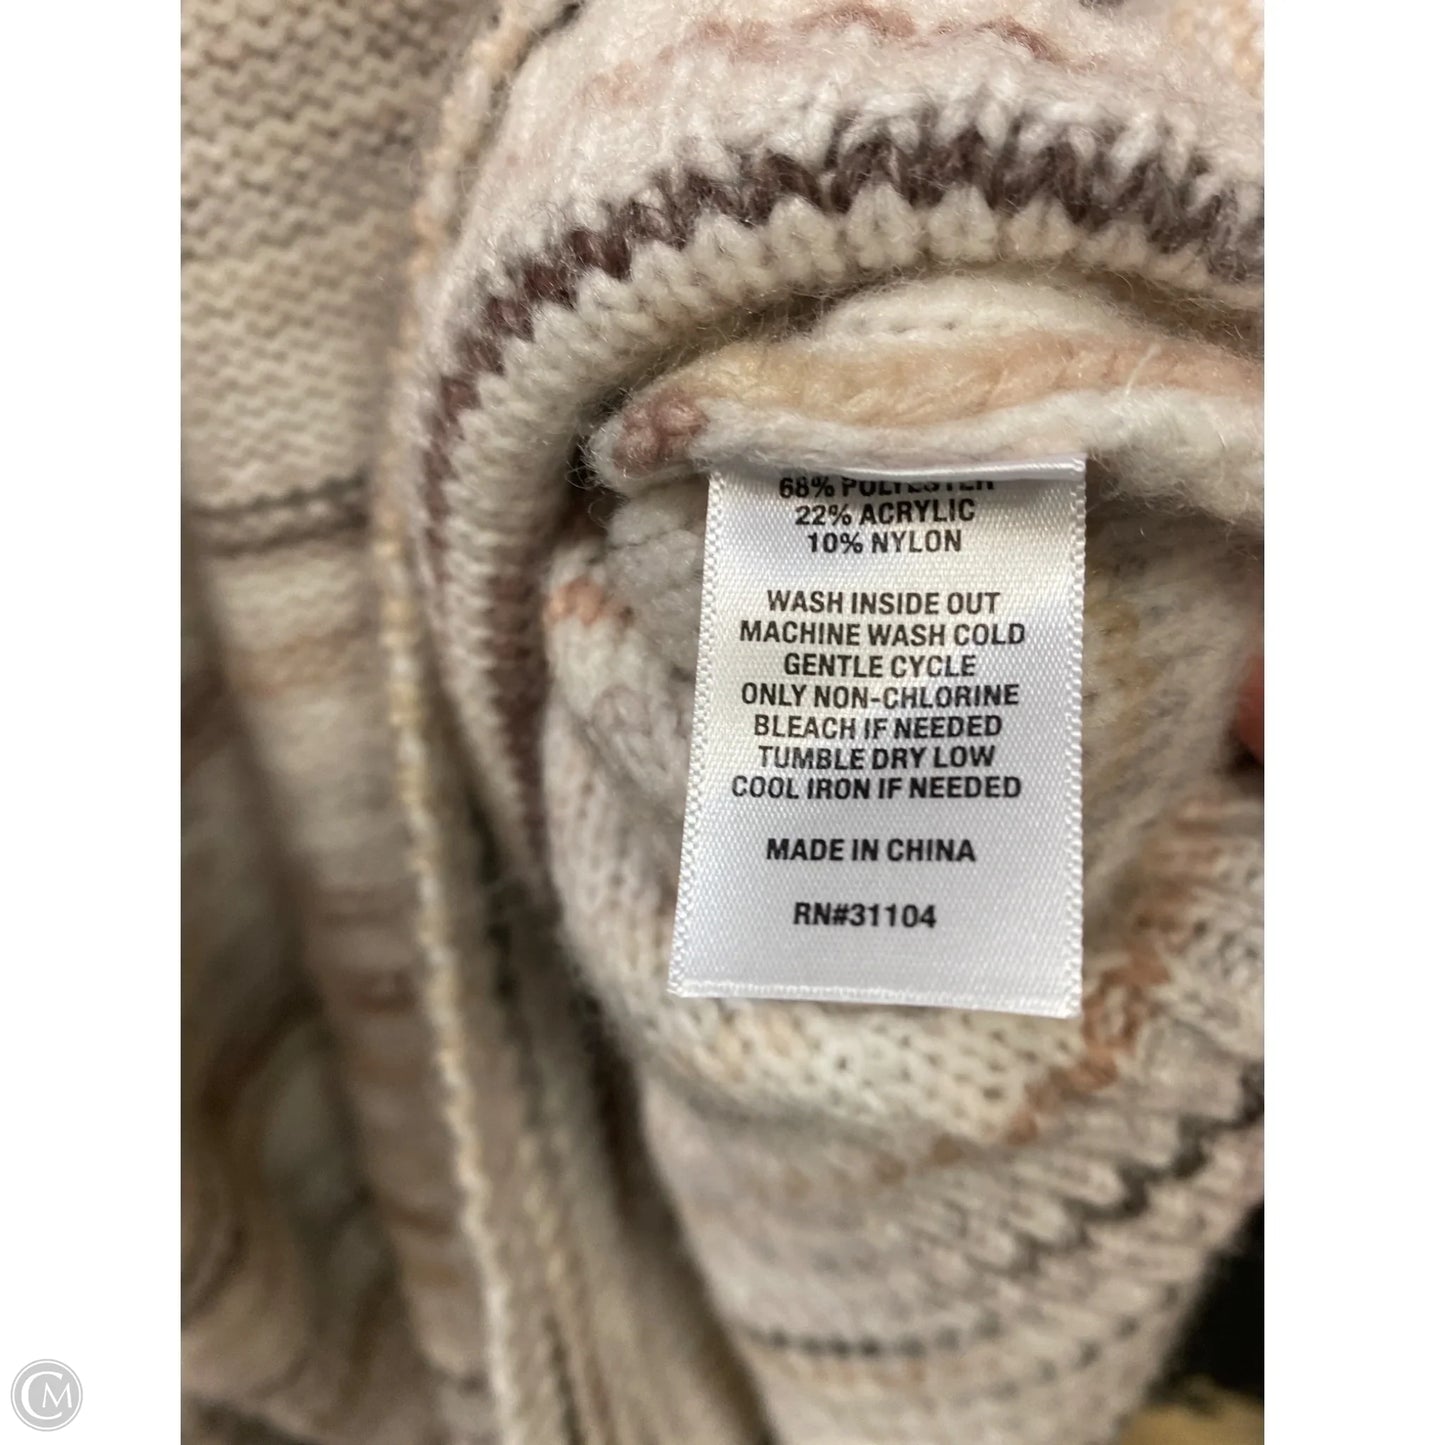 68% POLYESTER
22% ACRYLIC
10% NYLON
WASH INSIDE OUT
MACHINE WASH COLD
GENTLE CYCLE
ONLY NON-CHLORINE
BLEACH IF NEEDED
TUMBLE DRY LOW
COOL IRON IF NEEDED
MADE IN CHINA
RN#31104
CM